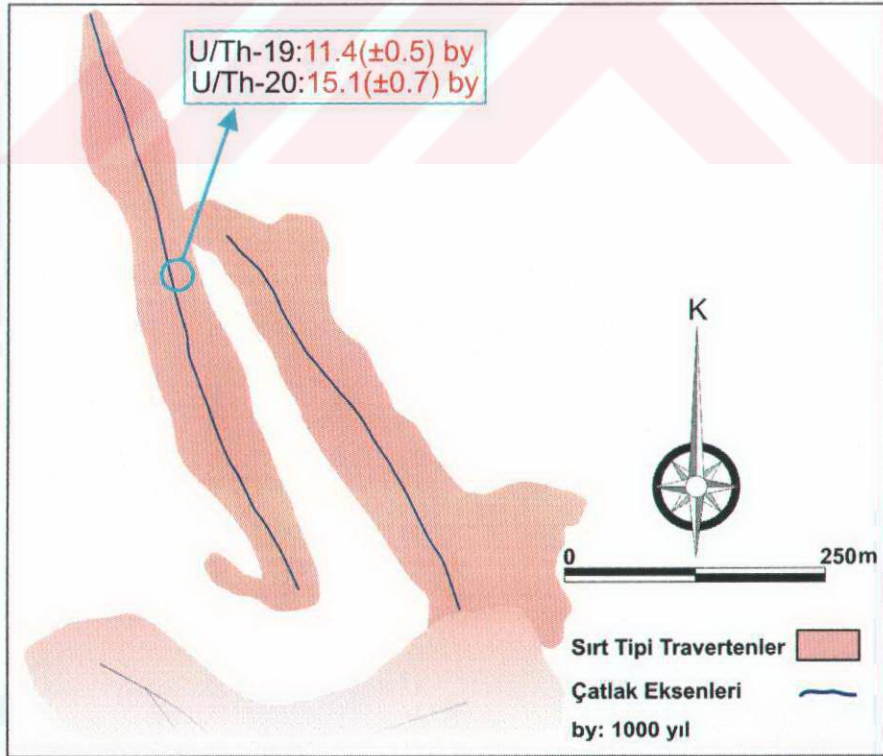 U/Th-19:11.4(±0.5) by
U/Th-20:15.1(±0.7) by
K
0 250m
Sırt Tipi Travertenler
Çatlak Eksenleri
by: 1000 yıl